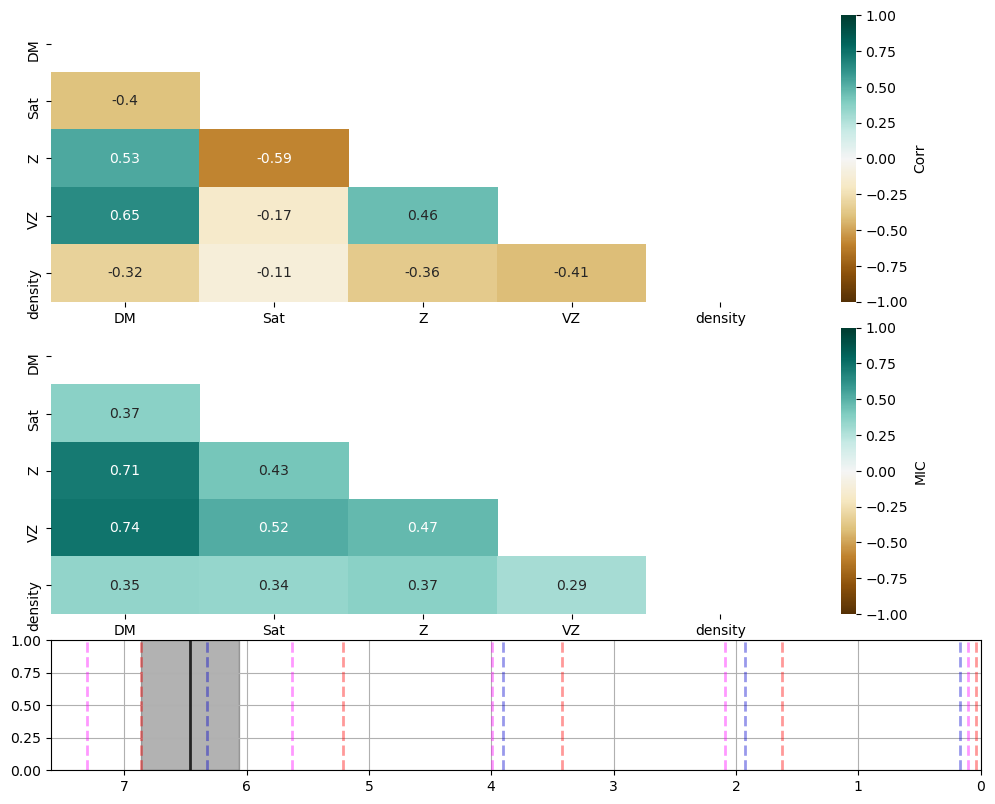 1.00
DM
0.75
Sat
-0.4
0.50
0.25
Z
0.53
-0.59
0.00
Corr
−0.25
VZ
0.65
-0.17
0.46
−0.50
density
-0.32
-0.11
-0.36
-0.41
−0.75
−1.00
DM
Sat
Z
VZ
density
1.00
DM
0.75
Sat
0.37
0.50
0.25
Z
0.71
0.43
0.00
MIC
−0.25
VZ
0.74
0.52
0.47
−0.50
density
0.35
0.34
0.37
0.29
−0.75
−1.00
DM
Sat
Z
VZ
density
1.00
0.75
0.50
0.25
0.00
7 6 5 4 3 2 1 0